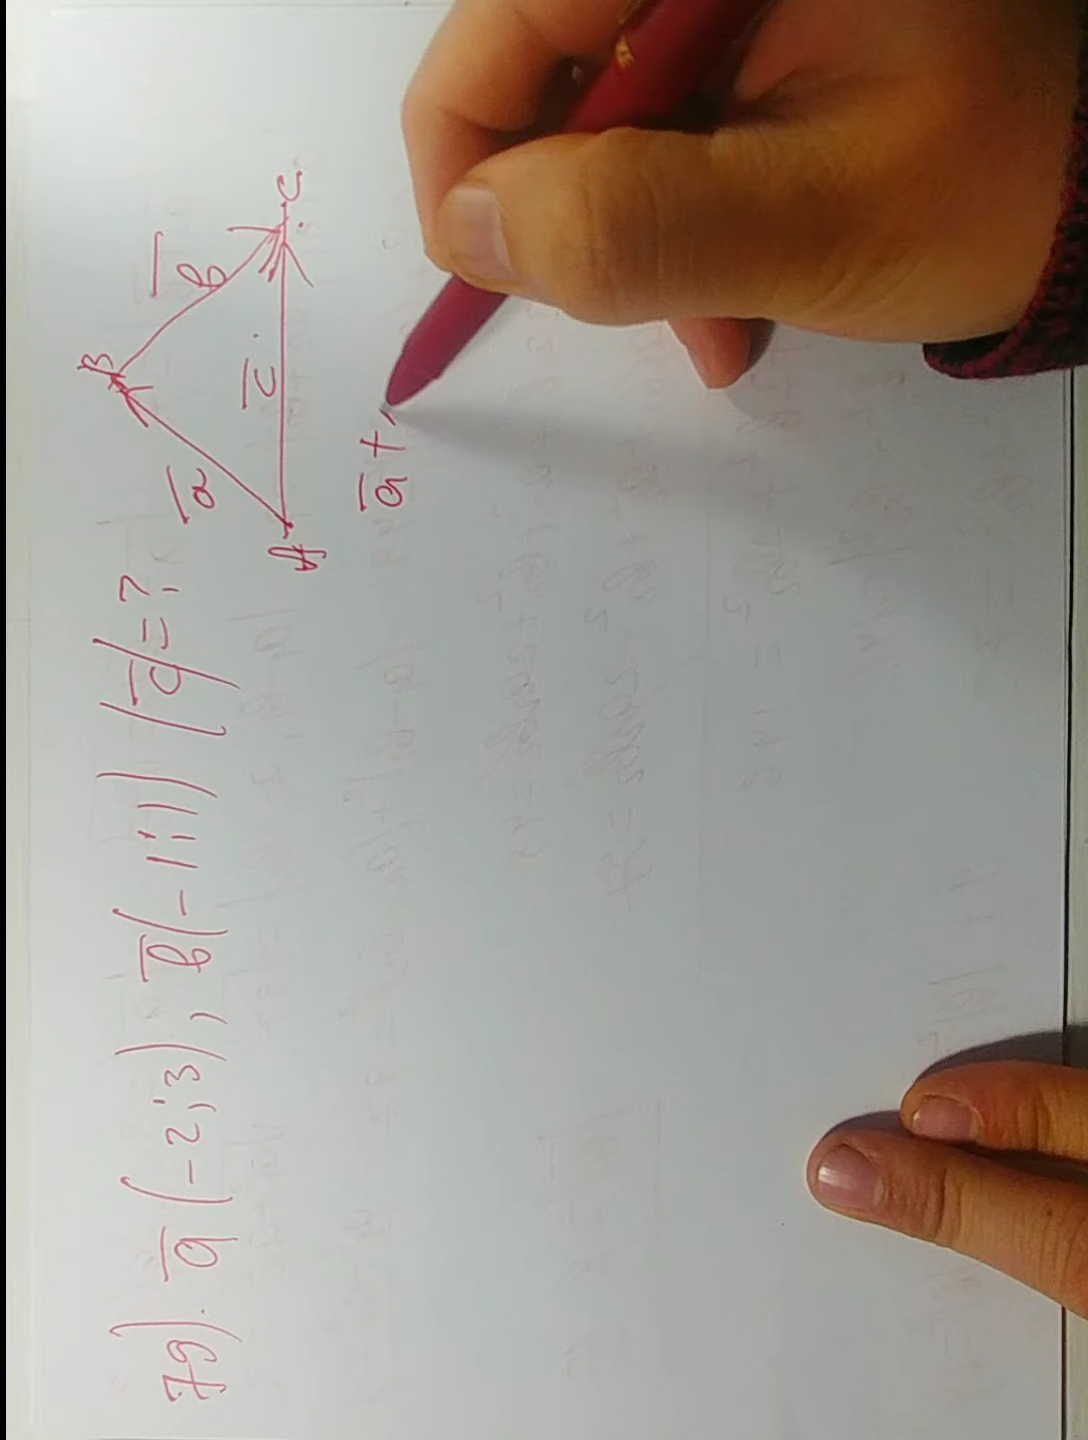 79). a̅ (-2;3), b̅(-1;1) |c̅|=?
B
a̅ b̅
c̅
A C
a̅ +